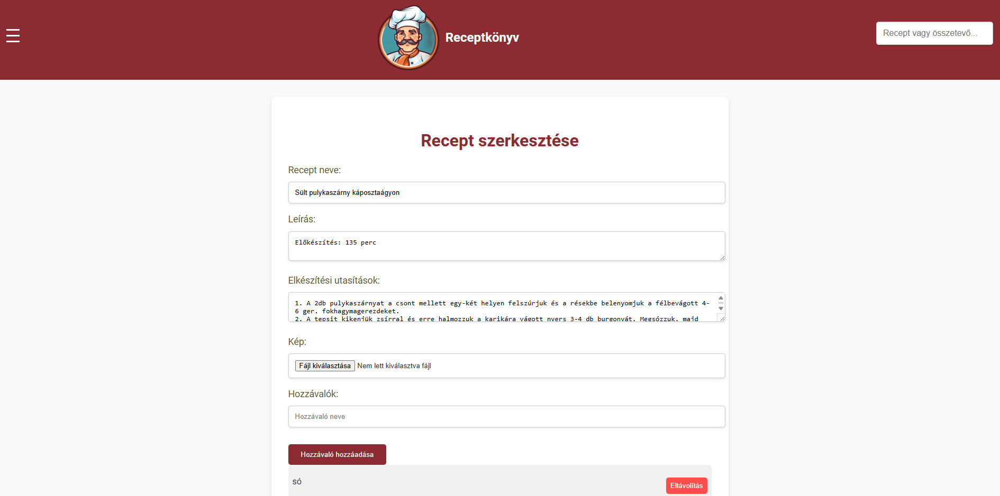 Receptkönyv
Recept vagy összetevő...
Recept szerkesztése
Recept neve:
Sült pulykaszárny káposztaágyon
Leírás:
Előkészítés: 135 perc
Elkészítési utasítások:
1. A 2db pulykaszárnyat a csont mellett egy-két helyen felszúrjuk és a résekbe belenyomjuk a félbevágott 4-
6 ger. fokhagymagerezdeket.
2. A tepsit kikenjük zsírral és erre halmozzuk a karikára vágott nyers 3-4 db burgonyát. Megsózzuk, majd
Kép:
Fájl kiválasztása Nem lett kiválasztva fájl
Hozzávalók:
Hozzávaló neve
Hozzávaló hozzáadása
só
Eltávolítás